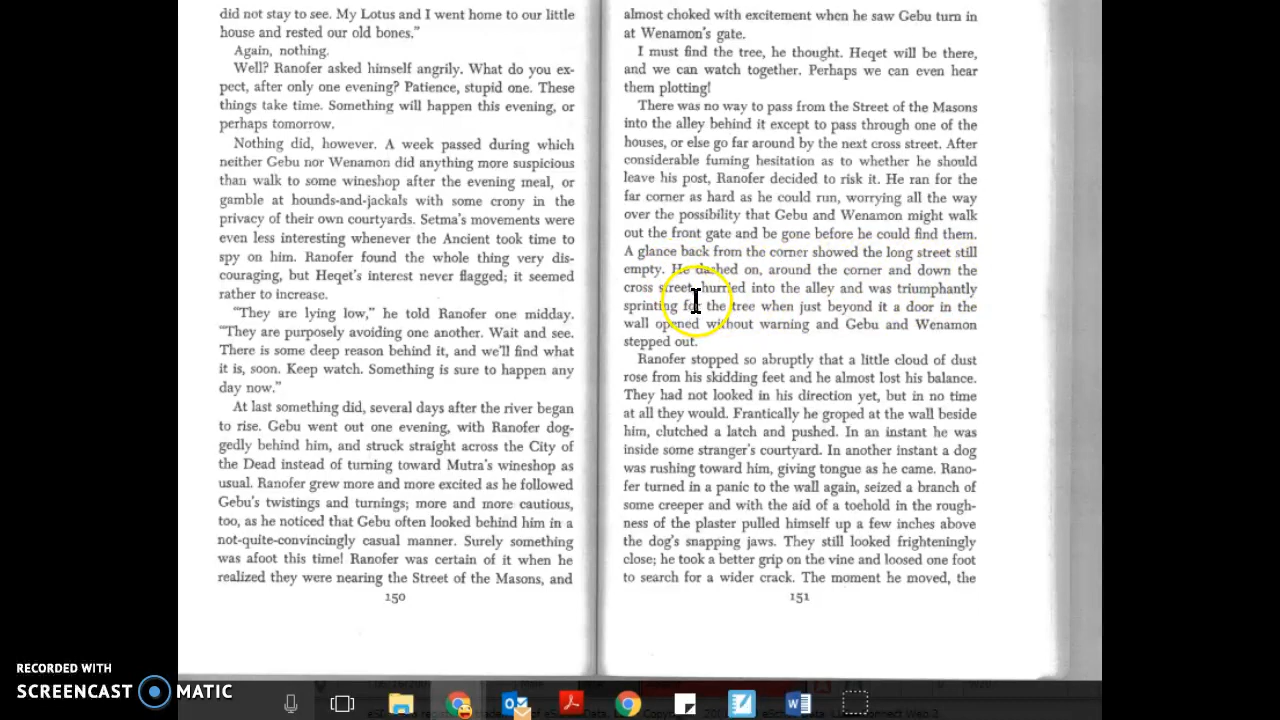 did not stay to see. My Lotus and I went home to our little
house and rested our old bones."
Again, nothing.
Well? Ranofer asked himself angrily. What do you ex-
pect, after only one evening? Patience, stupid one. These
things take time. Something will happen this evening, or
perhaps tomorrow.
Nothing did, however. A week passed during which
neither Gebu nor Wenamon did anything more suspicious
than walk to some wineshop after the evening meal, or
gamble at hounds-and-jackals with some crony in the
privacy of their own courtyards. Setma's movements were
even less interesting whenever the Ancient took time to
spy on him. Ranofer found the whole thing very dis-
couraging, but Heqet's interest never flagged; it seemed
rather to increase.
"They are lying low," he told Ranofer one midday.
"They are purposely avoiding one another. Wait and see.
There is some deep reason behind it, and we'll find what
it is, soon. Keep watch. Something is sure to happen any
day now."
At last something did, several days after the river began
to rise. Gebu went out one evening, with Ranofer dog-
gedly behind him, and struck straight across the City of
the Dead instead of turning toward Mutra's wineshop as
usual. Ranofer grew more and more excited as he followed
Gebu's twistings and turnings; more and more cautious,
too, as he noticed that Gebu often looked behind him in a
not-quite-convincingly casual manner. Surely something
was afoot this time! Ranofer was certain of it when he
realized they were nearing the Street of the Masons, and
150
almost choked with excitement when he saw Gebu turn in
at Wenamon's gate.
I must find the tree, he thought. Heqet will be there,
and we can watch together. Perhaps we can even hear
them plotting!
There was no way to pass from the Street of the Masons
into the alley behind it except to pass through one of the
houses, or else go far around by the next cross street. After
considerable fuming hesitation as to whether he should
leave his post, Ranofer decided to risk it. He ran for the
far corner as hard as he could run, worrying all the way
over the possibility that Gebu and Wenamon might walk
out the front gate and be gone before he could find them.
A glance back from the corner showed the long street still
empty. He dashed on, around the corner and down the
cross street, hurried into the alley and was triumphantly
sprinting for the tree when just beyond it a door in the
wall opened without warning and Gebu and Wenamon
stepped out.
Ranofer stopped so abruptly that a little cloud of dust
rose from his skidding feet and he almost lost his balance.
They had not looked in his direction yet, but in no time
at all they would. Frantically he groped at the wall beside
him, clutched a latch and pushed. In an instant he was
inside some stranger's courtyard. In another instant a dog
was rushing toward him, giving tongue as he came. Rano-
fer turned in a panic to the wall again, seized a branch of
some creeper and with the aid of a toehold in the rough-
ness of the plaster pulled himself up a few inches above
the dog's snapping jaws. They still looked frighteningly
close; he took a better grip on the vine and loosed one foot
to search for a wider crack. The moment he moved, the
151
RECORDED WITH
SCREENCAST MATIC